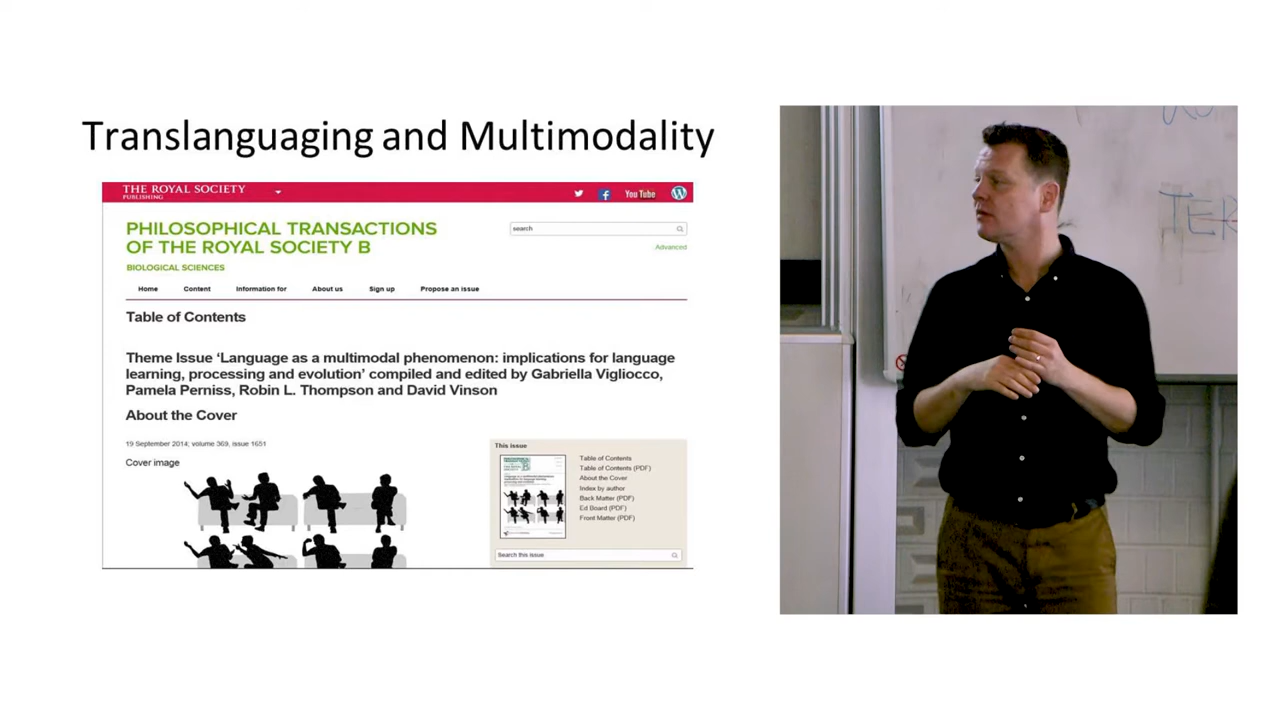 Translanguaging and Multimodality
THE ROYAL SOCIETY
PUBLISHING
You Tube
PHILOSOPHICAL TRANSACTIONS
OF THE ROYAL SOCIETY B
BIOLOGICAL SCIENCES
search
Advanced
Home Content Information for About us Sign up Propose an issue
Table of Contents
Theme Issue ‘Language as a multimodal phenomenon: implications for language
learning, processing and evolution’ compiled and edited by Gabriella Vigliocco,
Pamela Perniss, Robin L. Thompson and David Vinson
About the Cover
19 September 2014; volume 369, issue 1651
Cover image
This issue
Table of Contents
Table of Contents (PDF)
About the Cover
Index by author
Back Matter (PDF)
Ed Board (PDF)
Front Matter (PDF)
Search this issue
TER